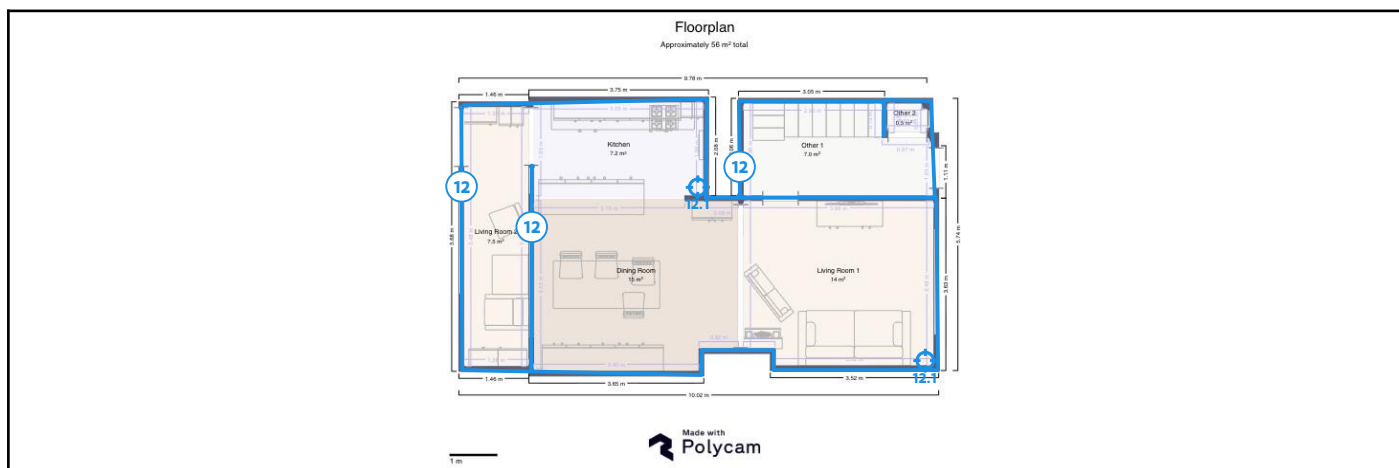 Floorplan
Approximately 56 m² total
9.78 m
1.46 m
3.75 m
3.05 m
Other 2
0.5 m²
Kitchen
7.2 m²
Other 1
7.0 m²
2.68 m
1.11 m
12
12
12.1
12
Living Room 2
7.5 m²
5.74 m
Dining Room
15 m²
Living Room 1
14 m²
3.63 m
12.1
1.46 m
3.65 m
3.52 m
10.02 m
Made with
Polycam
1 m